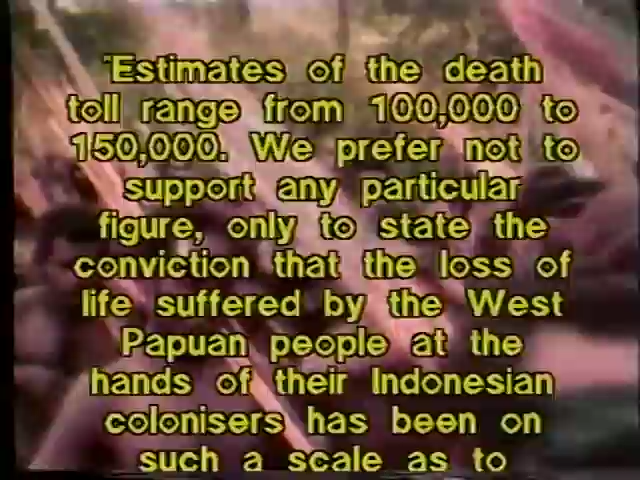 "Estimates of the death
toll range from 100,000 to
150,000. We prefer not to
support any particular
figure, only to state the
conviction that the loss of
life suffered by the West
Papuan people at the
hands of their Indonesian
colonisers has been on
such a scale as to